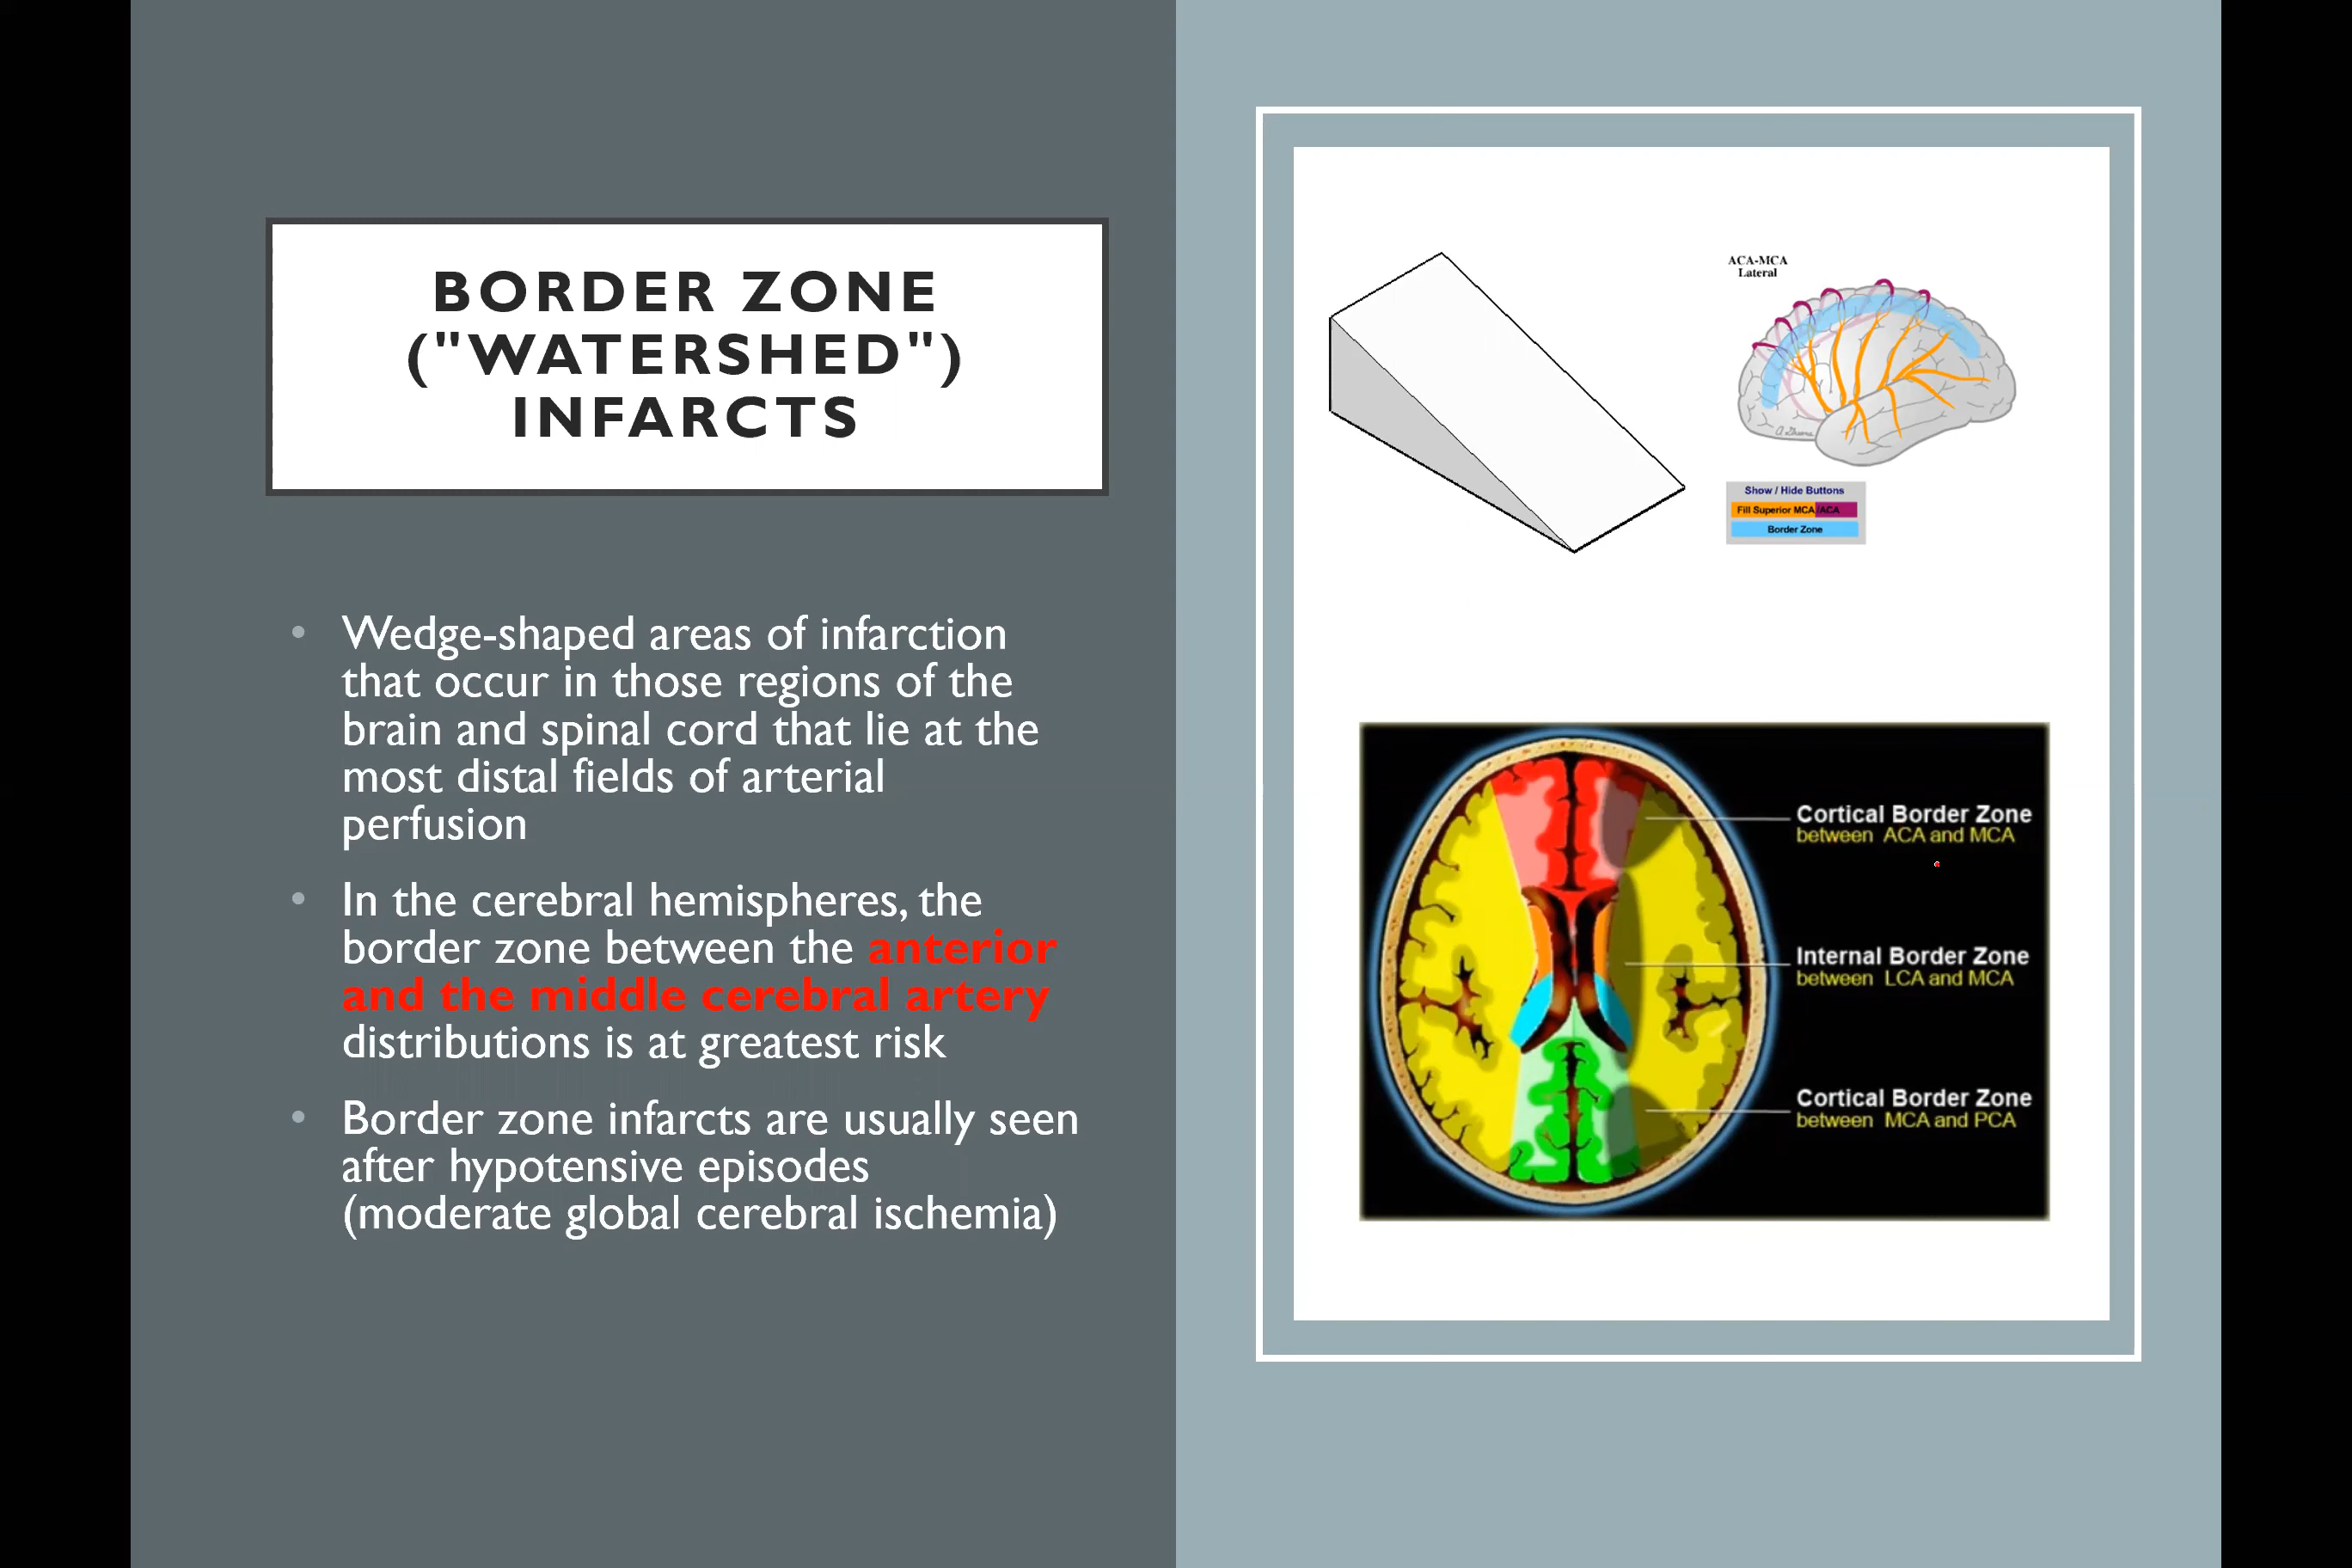 BORDER ZONE
("WATERSHED")
INFARCTS
• Wedge-shaped areas of infarction
that occur in those regions of the
brain and spinal cord that lie at the
most distal fields of arterial
perfusion
• In the cerebral hemispheres, the
border zone between the anterior
and the middle cerebral artery
distributions is at greatest risk
• Border zone infarcts are usually seen
after hypotensive episodes
(moderate global cerebral ischemia)
ACA-MCA
Lateral
Show / Hide Buttons
Fill Superior MCA/ACA
Border Zone
Cortical Border Zone
between ACA and MCA
Internal Border Zone
between LCA and MCA
Cortical Border Zone
between MCA and PCA